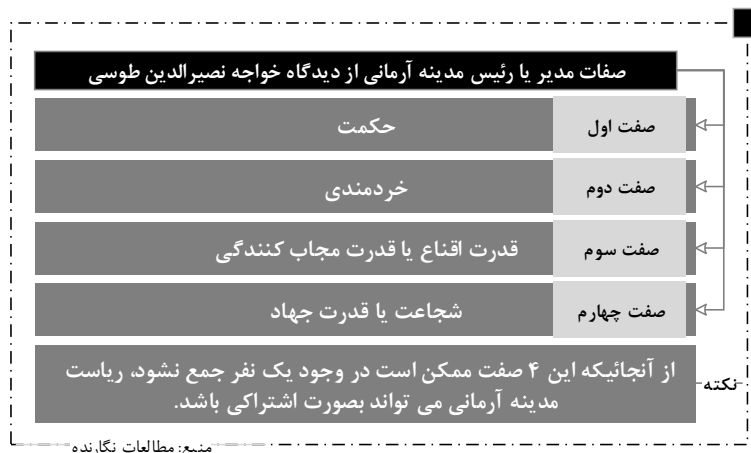 صفات مدیر یا رئیس مدینه آرمانی از دیدگاه خواجه نصیرالدین طوسی
صفت اول
حکمت
صفت دوم
خردمندی
صفت سوم
قدرت اقناع یا قدرت مجاب کنندگی
صفت چهارم
شجاعت یا قدرت جهاد
نکته
از آنجائیکه این ۴ صفت ممکن است در وجود یک نفر جمع نشود، ریاست
مدینه آرمانی می تواند بصورت اشتراکی باشد.
منبع: مطالعات نگارنده